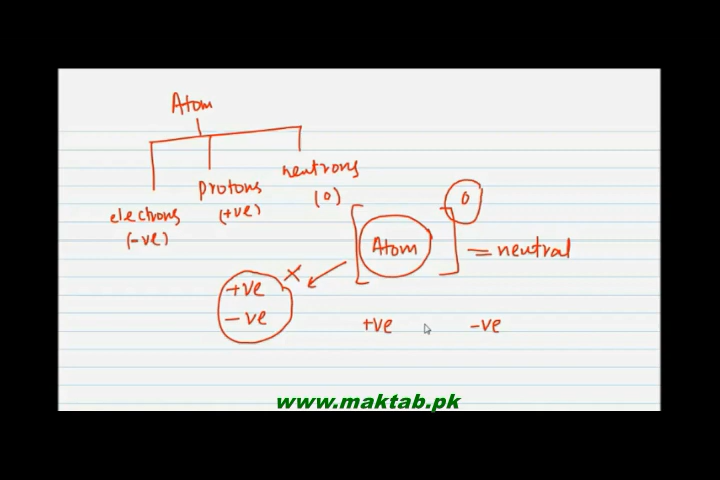 Atom
electrons
(-ve)
protons
(+ve)
neutrons
(0)
[Atom]⁰ = neutral
+ve
-ve
×
+ve -ve
www.maktab.pk